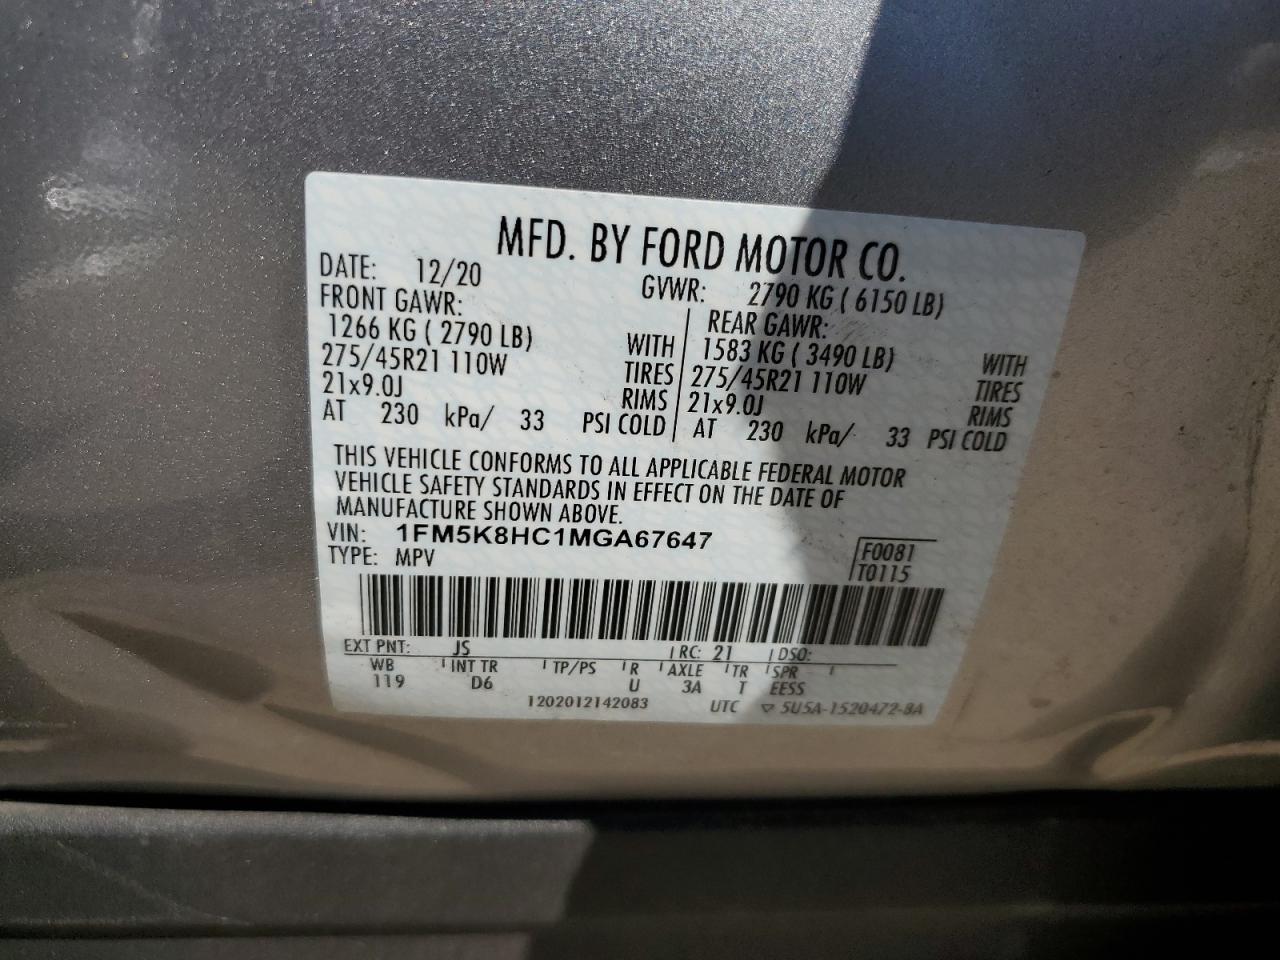 MFD. BY FORD MOTOR CO.
DATE: 12/20 GVWR: 2790 KG ( 6150 LB)
FRONT GAWR: REAR GAWR:
1266 KG ( 2790 LB) WITH 1583 KG ( 3490 LB) WITH
275/45R21 110W TIRES 275/45R21 110W TIRES
21x9.0J RIMS 21x9.0J RIMS
AT 230 kPa/ 33 PSI COLD AT 230 kPa/ 33 PSI COLD
THIS VEHICLE CONFORMS TO ALL APPLICABLE FEDERAL MOTOR
VEHICLE SAFETY STANDARDS IN EFFECT ON THE DATE OF
MANUFACTURE SHOWN ABOVE.
VIN: 1FM5K8HC1MGA67647
TYPE: MPV
F0081
T0115
EXT PNT: JS RC: 21 DSO:
WB INT TR TP/PS R AXLE TR SPR
119 D6 U 3A T EESS
1202012142083 UTC ▽ 5U5A-1520472-BA